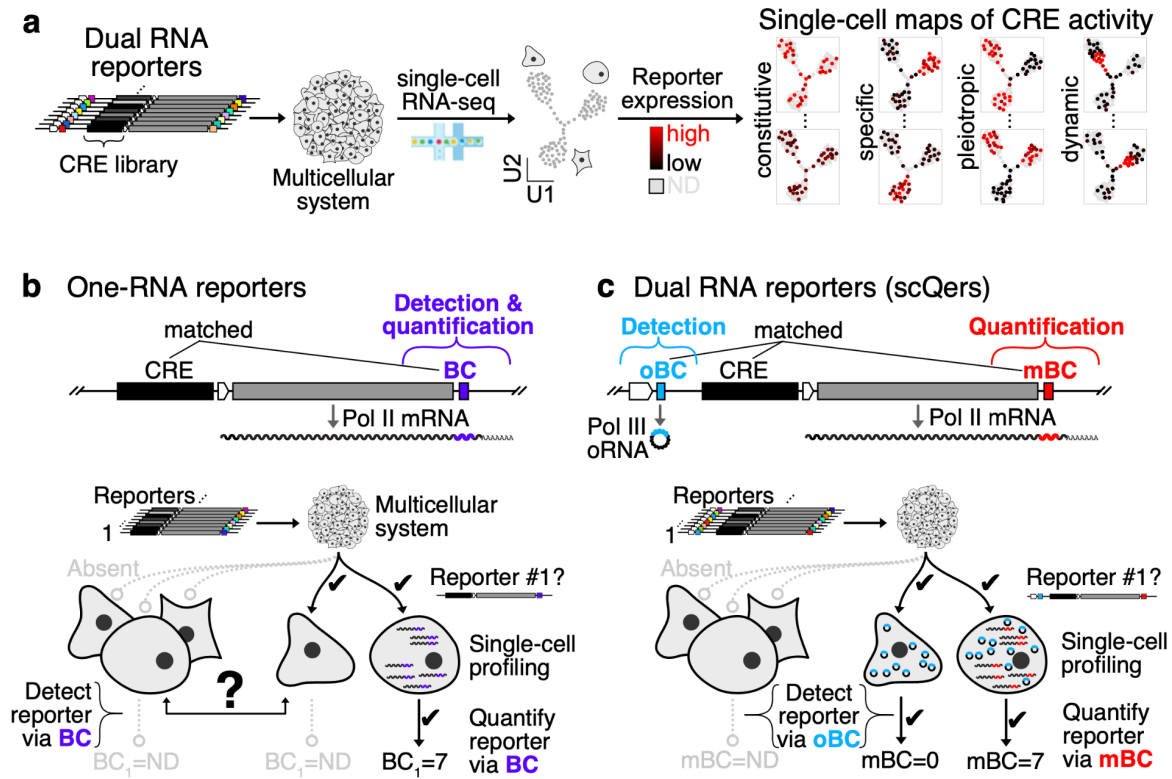 a
Dual RNA
reporters
CRE library
Multicellular
system
single-cell
RNA-seq
U2
U1
Reporter
expression
high
low
ND
Single-cell maps of CRE activity
constitutive
specific
pleiotropic
dynamic
b One-RNA reporters
Detection &
quantification
matched
CRE
BC
Pol II mRNA
Reporters
1
Multicellular
system
Absent
Reporter #1?
Single-cell
profiling
?
Detect
reporter
via BC
Quantify
reporter
via BC
BC1=ND
BC1=ND
BC1=7
c Dual RNA reporters (scQers)
Detection
matched
Quantification
oBC
CRE
mBC
Pol III
oRNA
Pol II mRNA
Reporters
1
Absent
Reporter #1?
Single-cell
profiling
Detect
reporter
via oBC
Quantify
reporter
via mBC
mBC=ND
mBC=0
mBC=7